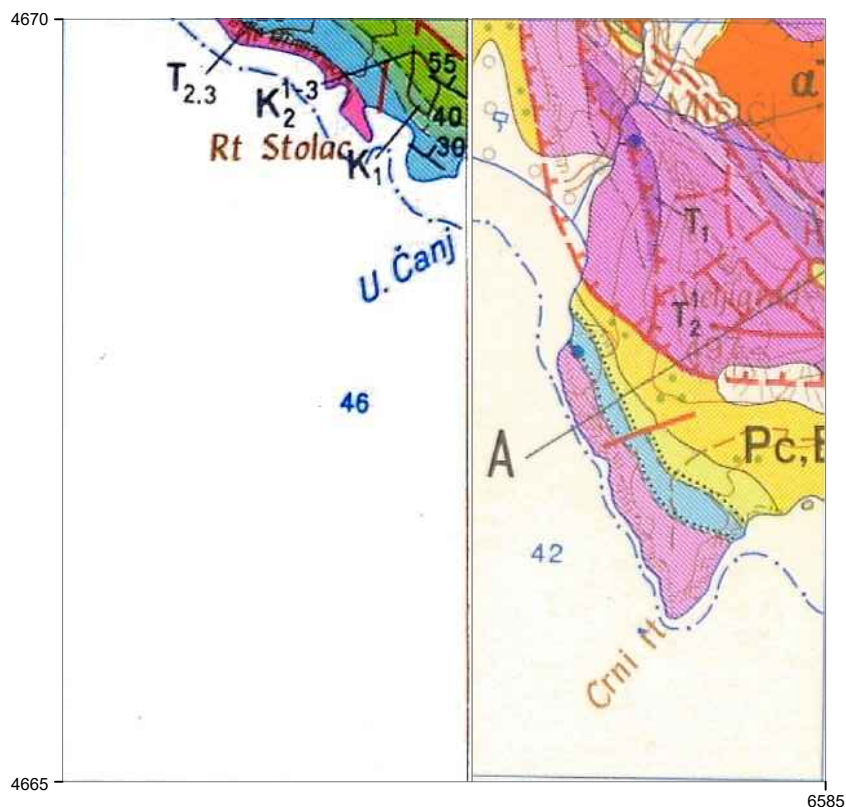 4670
T2.3
K2 1-3
55
40
30
Rt Stolac
K1
U. Čanj
46
Mišići
α
T1
T2 1
A
Pc,E
42
Crni rt
4665
6585